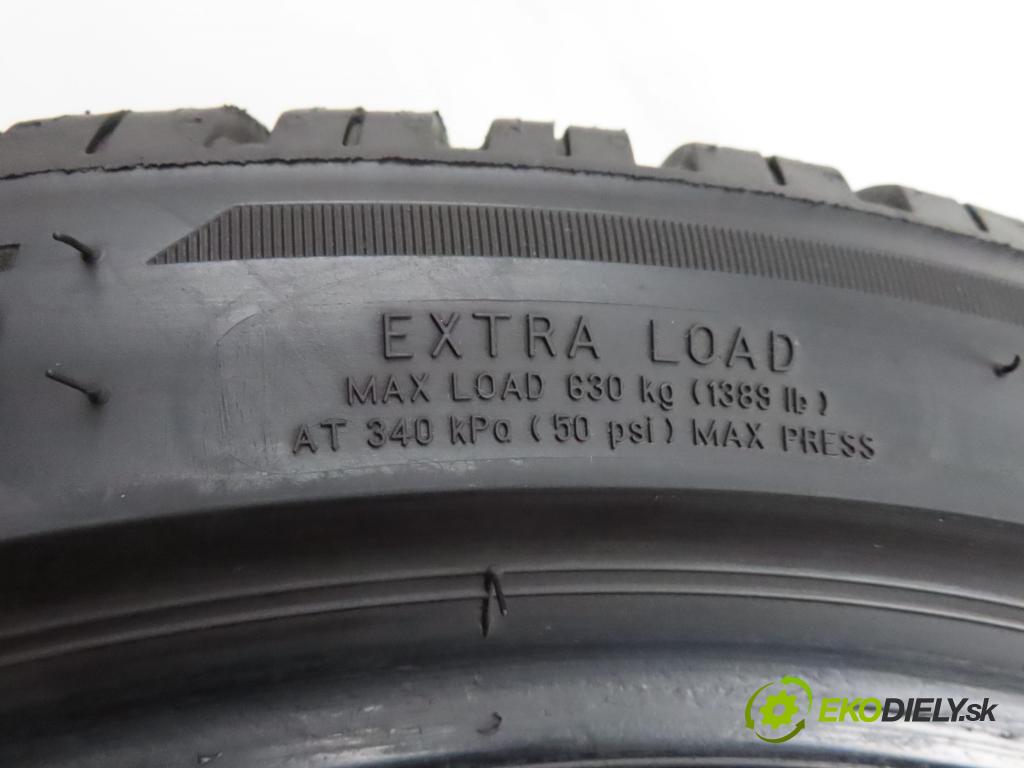 EXTRA LOAD
MAX LOAD 630 kg (1389 lb)
AT 340 kPa (50 psi) MAX PRESS
EKODIELY.sk